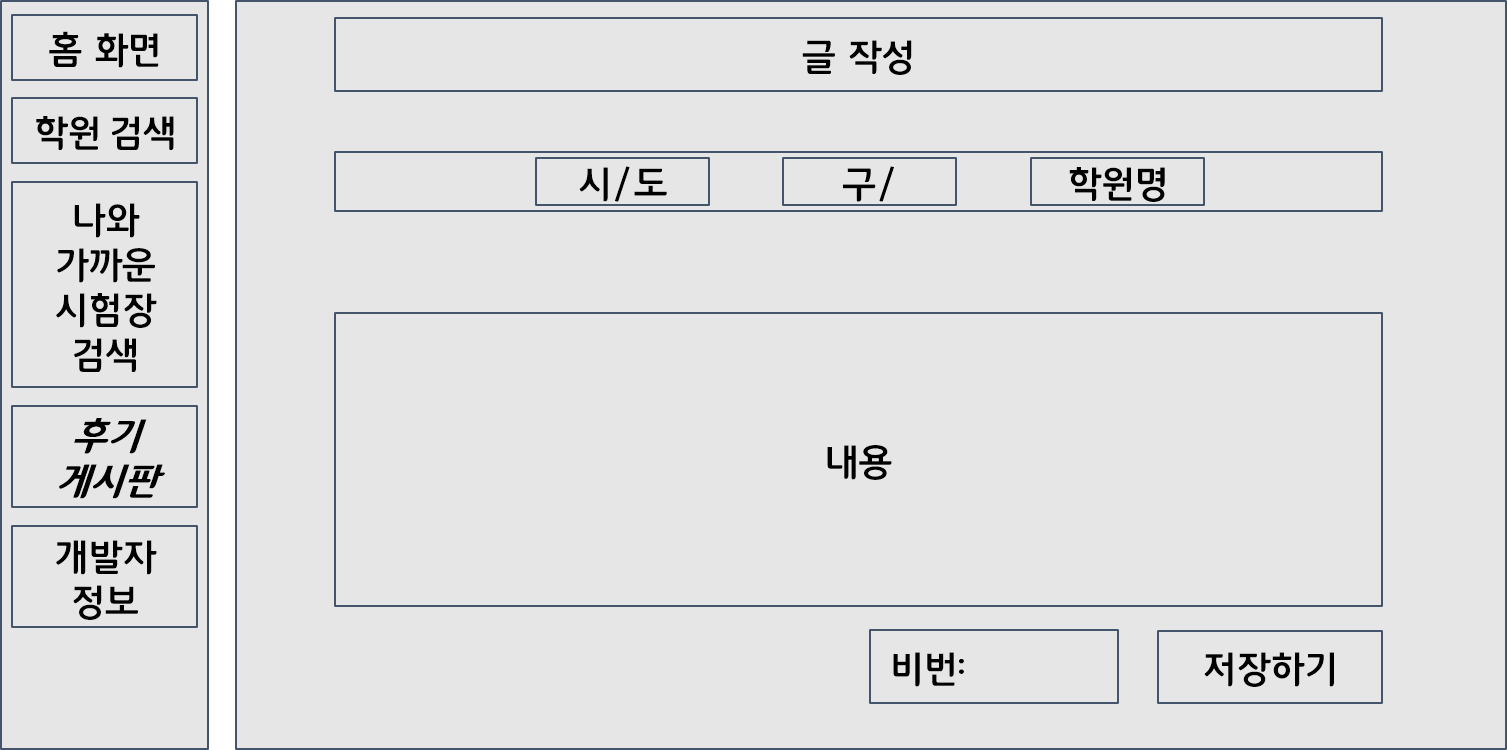 홈 화면
학원 검색
나와
가까운
시험장
검색
후기
게시판
개발자
정보
글 작성
시/도
구/
학원명
내용
비번:
저장하기